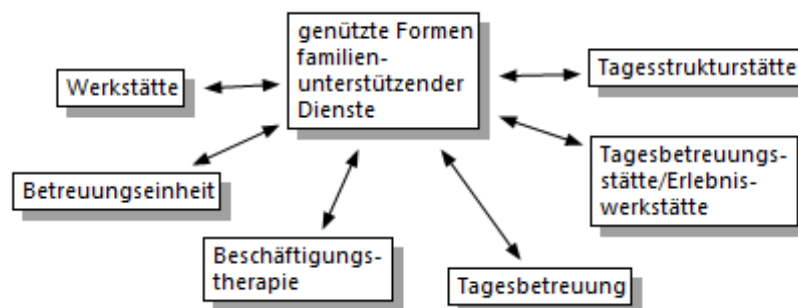 genützte Formen
familien-
unterstützender
Dienste
Werkstätte
Tagesstrukturstätte
Betreuungseinheit
Tagesbetreuungs-
stätte/Erlebnis-
werkstätte
Beschäftigungs-
therapie
Tagesbetreuung